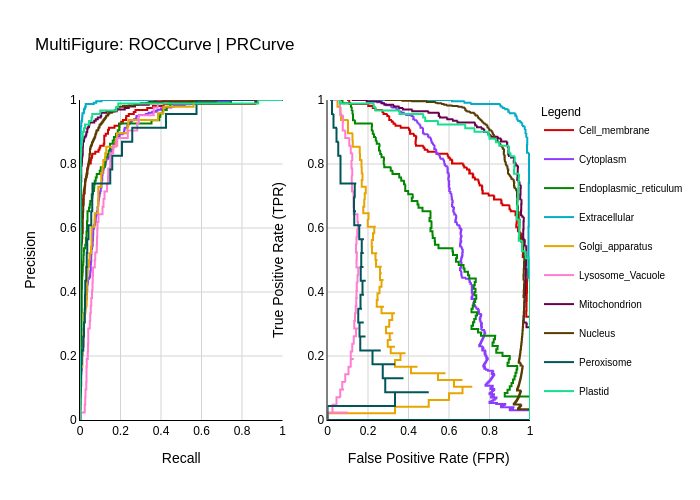 MultiFigure: ROCCurve | PRCurve
1
0.8
0.6
0.4
0.2
0
0
0.2
0.4
0.6
0.8
1
Precision
Recall
1
0.8
0.6
0.4
0.2
0
0
0.2
0.4
0.6
0.8
1
True Positive Rate (TPR)
False Positive Rate (FPR)
Legend
Cell_membrane
Cytoplasm
Endoplasmic_reticulum
Extracellular
Golgi_apparatus
Lysosome_Vacuole
Mitochondrion
Nucleus
Peroxisome
Plastid